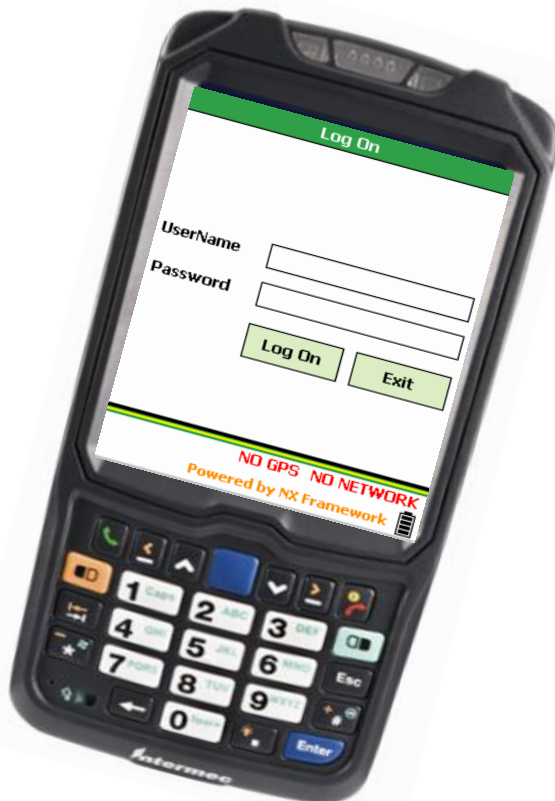 Log On
UserName
Password
Log On Exit
NO GPS NO NETWORK
Powered by NX Framework
1 Caps
2 ABC
3 DEF
4 GHI
5 JKL
6 MNO
Esc
* 
7 PQRS
8 TUV
9 WXYZ
#
0 Space
.
Enter
Intermec